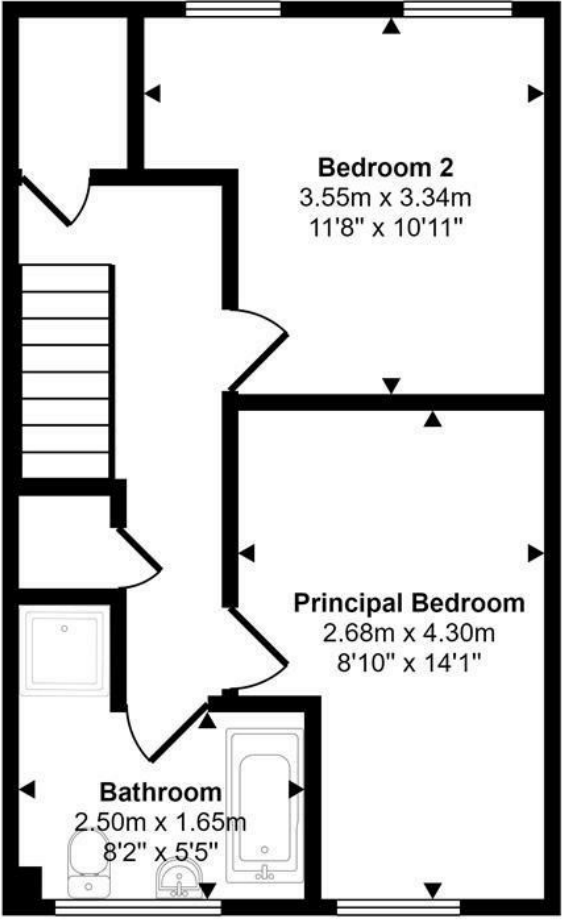 Bedroom 2
3.55m x 3.34m
11'8" x 10'11"
Principal Bedroom
2.68m x 4.30m
8'10" x 14'1"
Bathroom
2.50m x 1.65m
8'2" x 5'5"